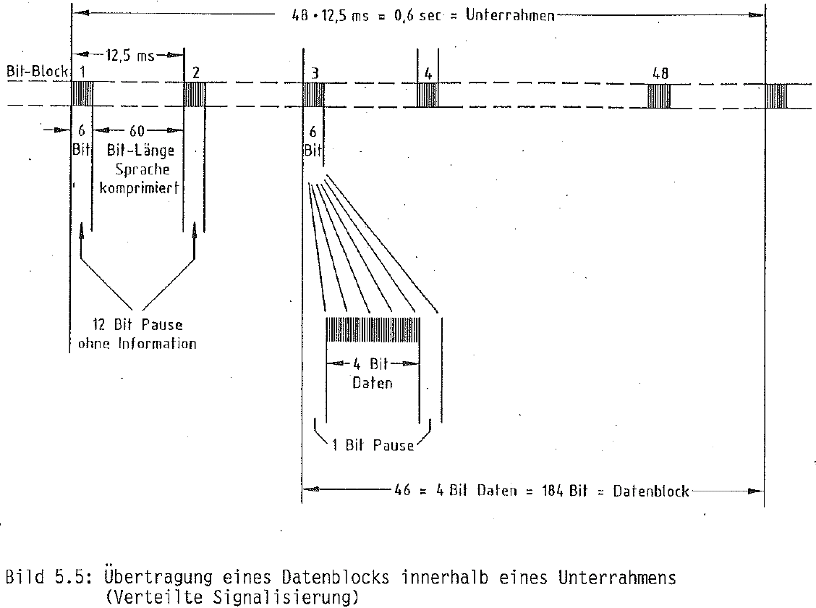 48 · 12,5 ms = 0,6 sec = Unterrahmen
12,5 ms
Bit-Block 1 2 3 4 48
6 Bit
60 Bit-Länge Sprache komprimiert
6 Bit
12 Bit Pause
ohne Information
4 Bit
Daten
1 Bit Pause
46 = 4 Bit Daten = 184 Bit = Datenblock
Bild 5.5: Übertragung eines Datenblocks innerhalb eines Unterrahmens
(Verteilte Signalisierung)